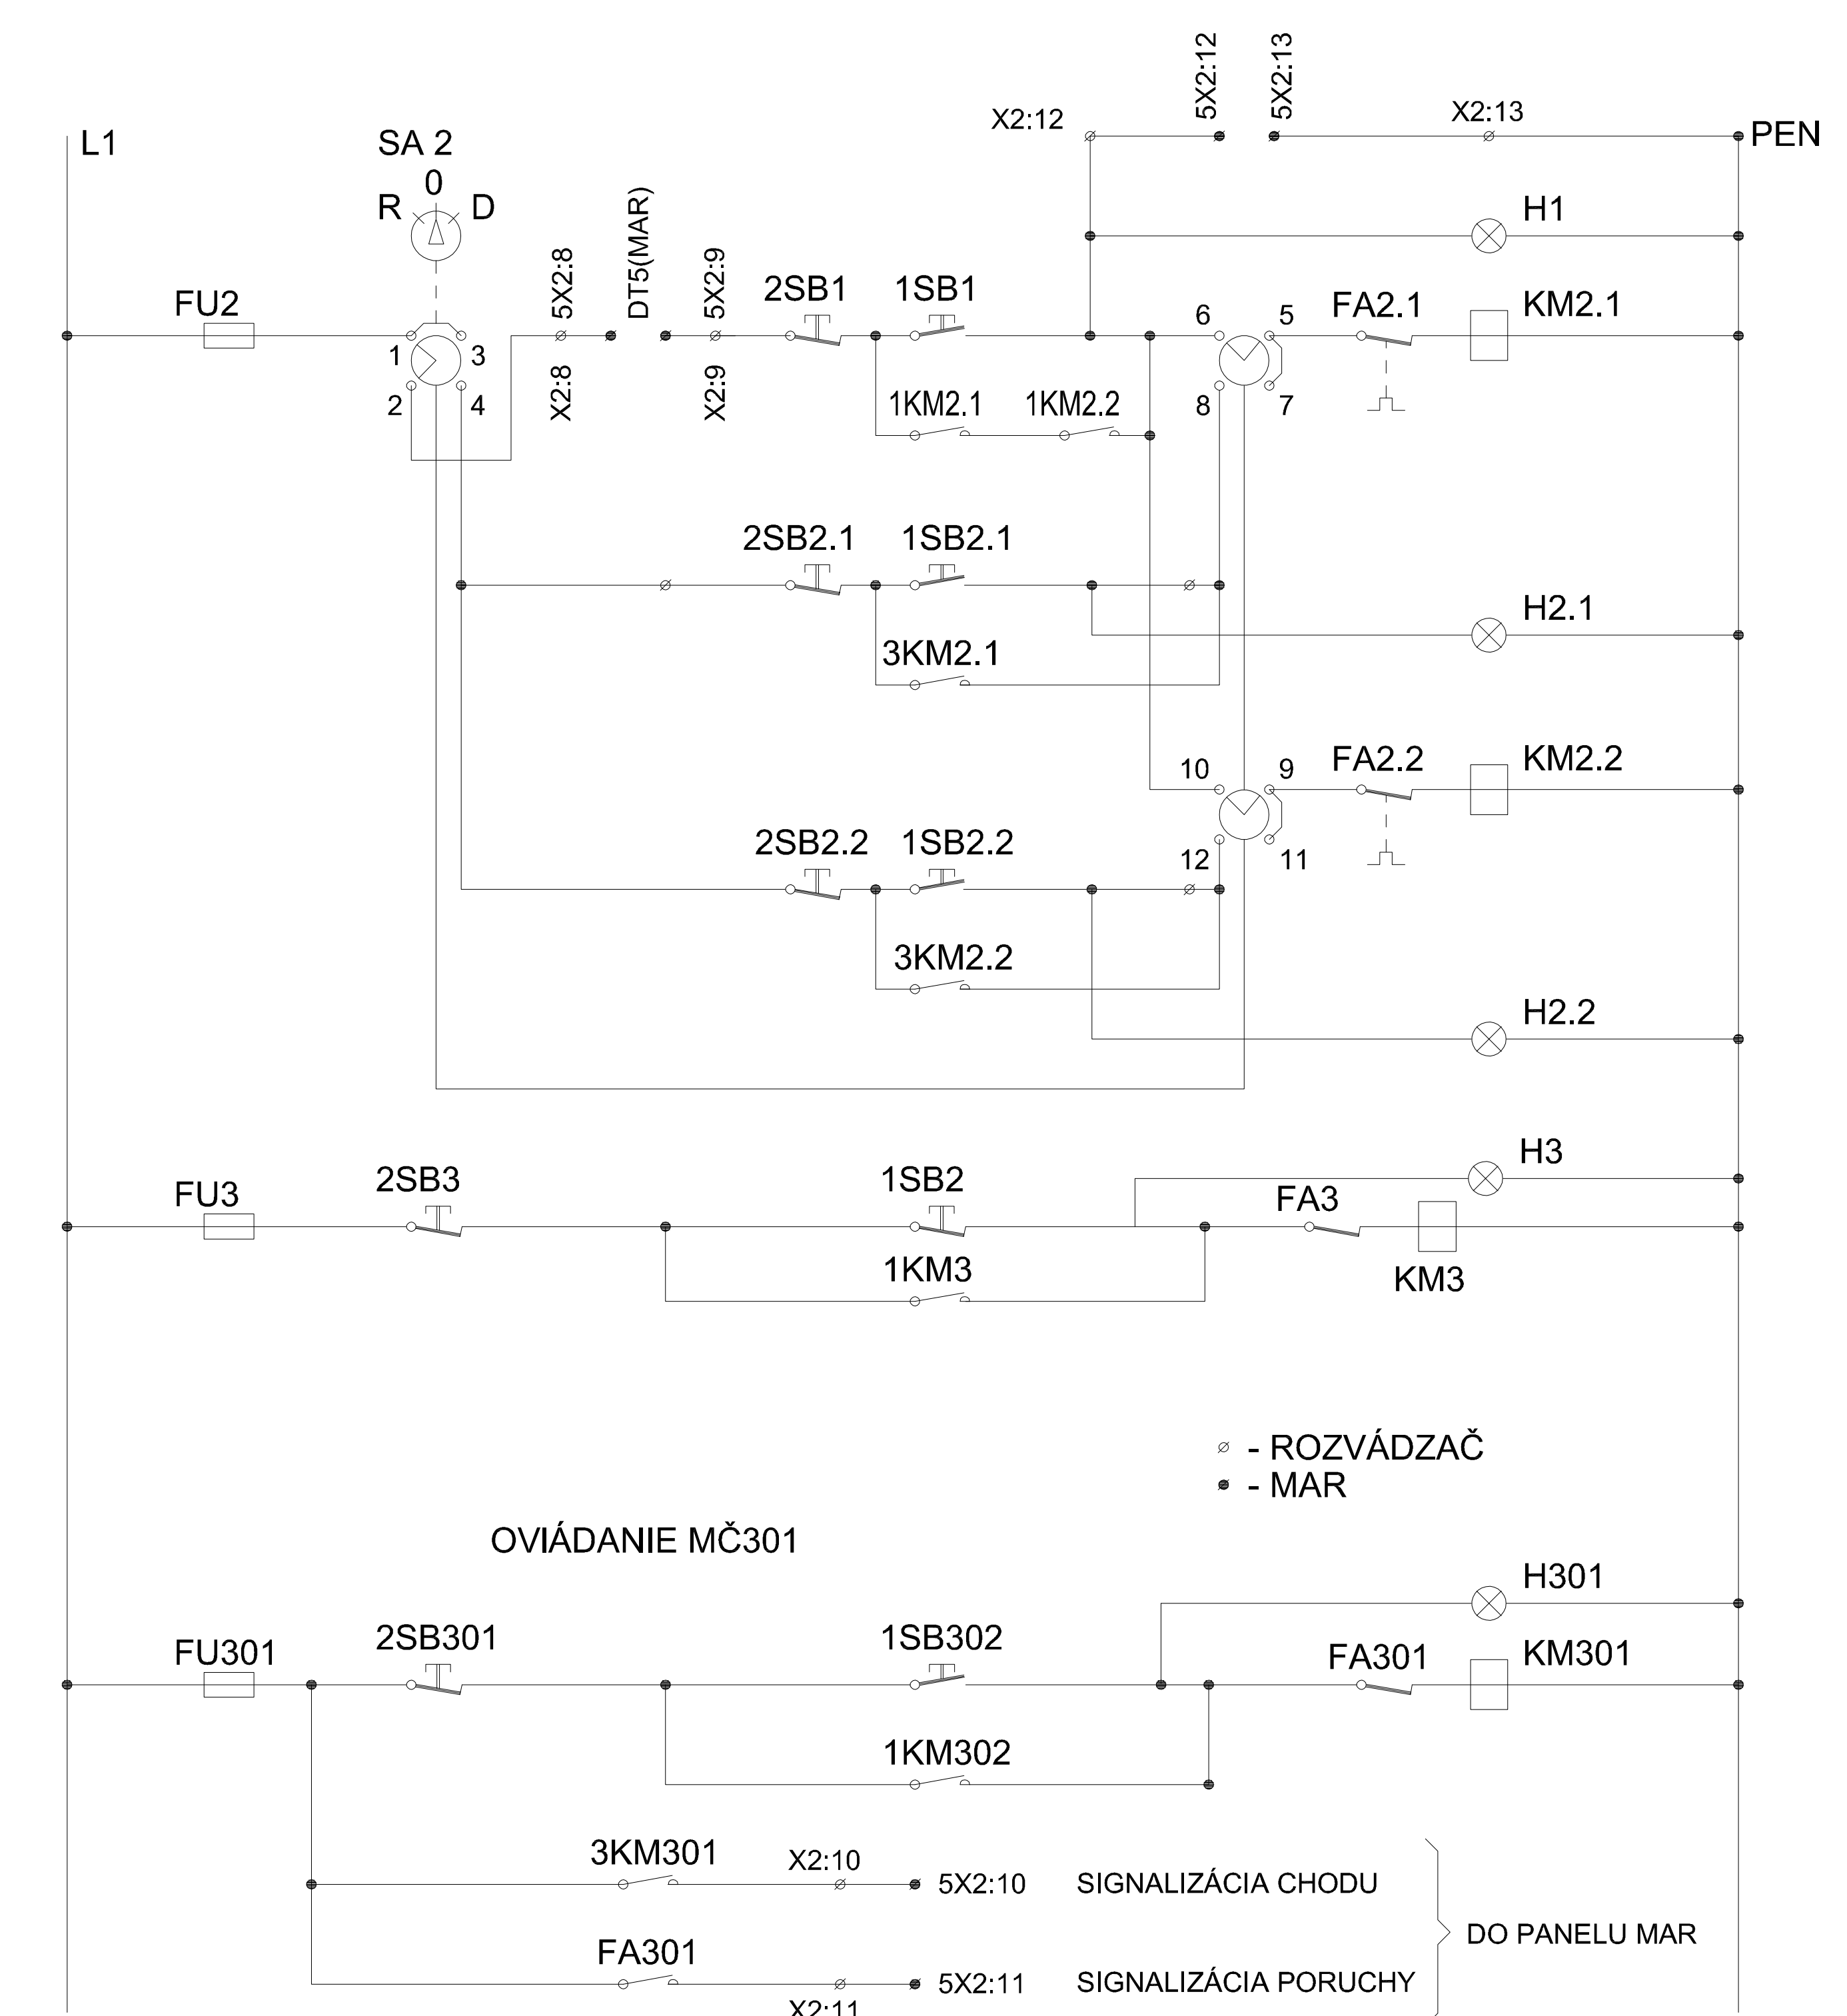 5X2:12
5X2:13
X2:12
X2:13
L1
SA 2
PEN
0
R
D
H1
5X2:8
DT5(MAR)
5X2:9
2SB1
1SB1
FU2
6
5
FA2.1
KM2.1
1
3
2
4
X2:8
X2:9
1KM2.1
1KM2.2
8
7
2SB2.1
1SB2.1
H2.1
3KM2.1
10
9
FA2.2
KM2.2
2SB2.2
1SB2.2
12
11
3KM2.2
H2.2
H3
FU3
2SB3
1SB2
FA3
1KM3
KM3
- ROZVÁDZAČ
- MAR
OVIÁDANIE MČ301
H301
FU301
2SB301
1SB302
FA301
KM301
1KM302
3KM301
X2:10
5X2:10
SIGNALIZÁCIA CHODU
DO PANELU MAR
FA301
5X2:11
SIGNALIZÁCIA PORUCHY
X2:11